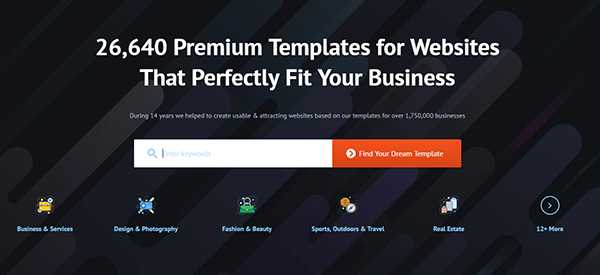 26,640 Premium Templates for Websites
That Perfectly Fit Your Business
During 14 years we helped to create usable & attracting websites based on our templates for over 1,750,000 businesses
Enter keywords
Find Your Dream Template
Business & Services
Design & Photography
Fashion & Beauty
Sports, Outdoors & Travel
Real Estate
12+ More